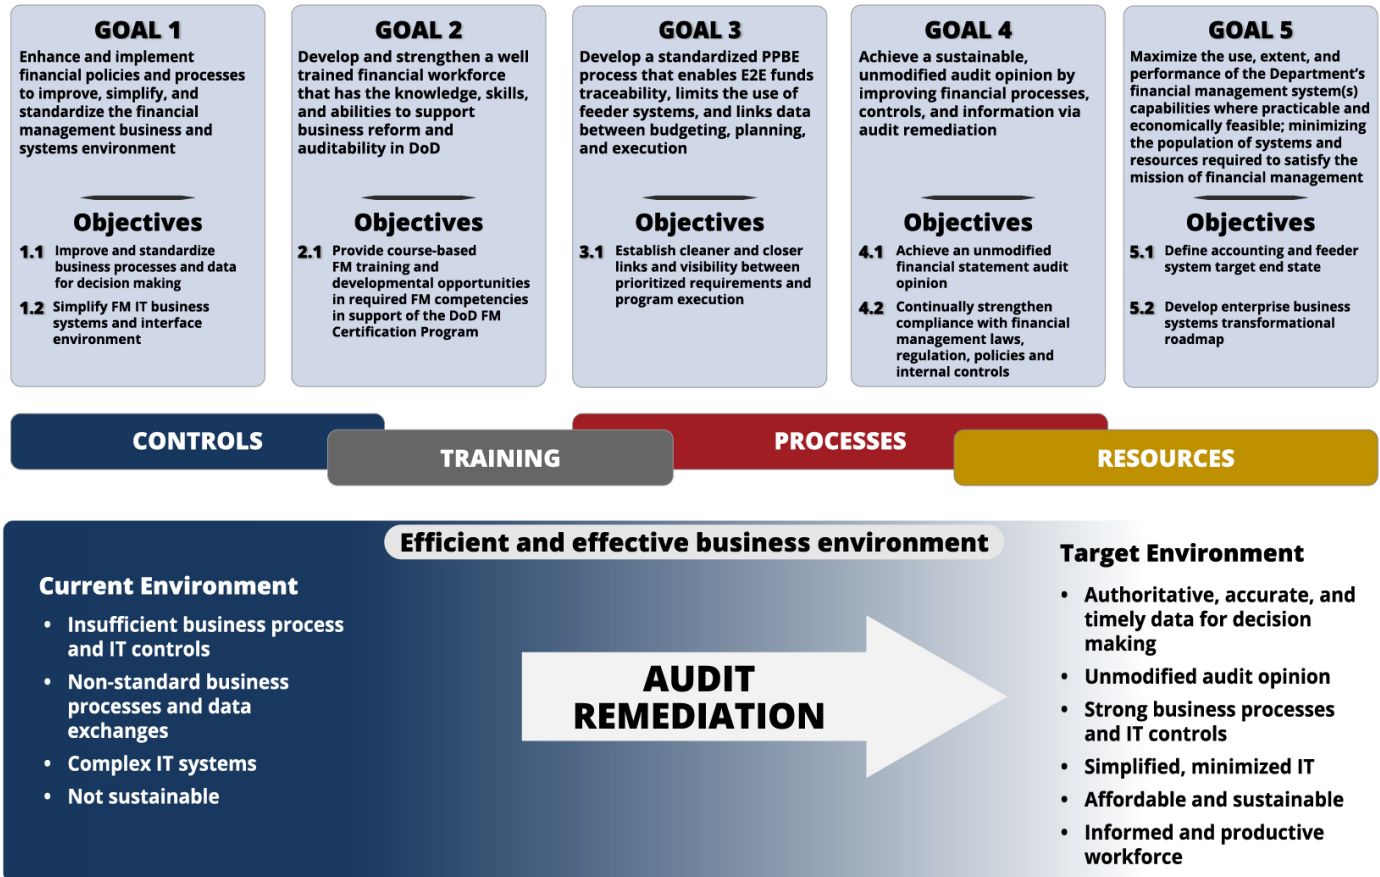 GOAL 1
Enhance and implement
financial policies and processes
to improve, simplify, and
standardize the financial
management business and
systems environment
Objectives
1.1 Improve and standardize
business processes and data
for decision making
1.2 Simplify FM IT business
systems and interface
environment
GOAL 2
Develop and strengthen a well
trained financial workforce
that has the knowledge, skills,
and abilities to support
business reform and
auditability in DoD
Objectives
2.1 Provide course-based
FM training and
developmental opportunities
in required FM competencies
in support of the DoD FM
Certification Program
GOAL 3
Develop a standardized PPBE
process that enables E2E funds
traceability, limits the use of
feeder systems, and links data
between budgeting, planning,
and execution
Objectives
3.1 Establish cleaner and closer
links and visibility between
prioritized requirements and
program execution
GOAL 4
Achieve a sustainable,
unmodified audit opinion by
improving financial processes,
controls, and information via
audit remediation
Objectives
4.1 Achieve an unmodified
financial statement audit
opinion
4.2 Continually strengthen
compliance with financial
management laws,
regulation, policies and
internal controls
GOAL 5
Maximize the use, extent, and
performance of the Department’s
financial management system(s)
capabilities where practicable and
economically feasible; minimizing
the population of systems and
resources required to satisfy the
mission of financial management
Objectives
5.1 Define accounting and feeder
system target end state
5.2 Develop enterprise business
systems transformational
roadmap
CONTROLS
TRAINING
PROCESSES
RESOURCES
Efficient and effective business environment
Current Environment
• Insufficient business process
and IT controls
• Non-standard business
processes and data
exchanges
• Complex IT systems
• Not sustainable
AUDIT
REMEDIATION
Target Environment
• Authoritative, accurate, and
timely data for decision
making
• Unmodified audit opinion
• Strong business processes
and IT controls
• Simplified, minimized IT
• Affordable and sustainable
• Informed and productive
workforce